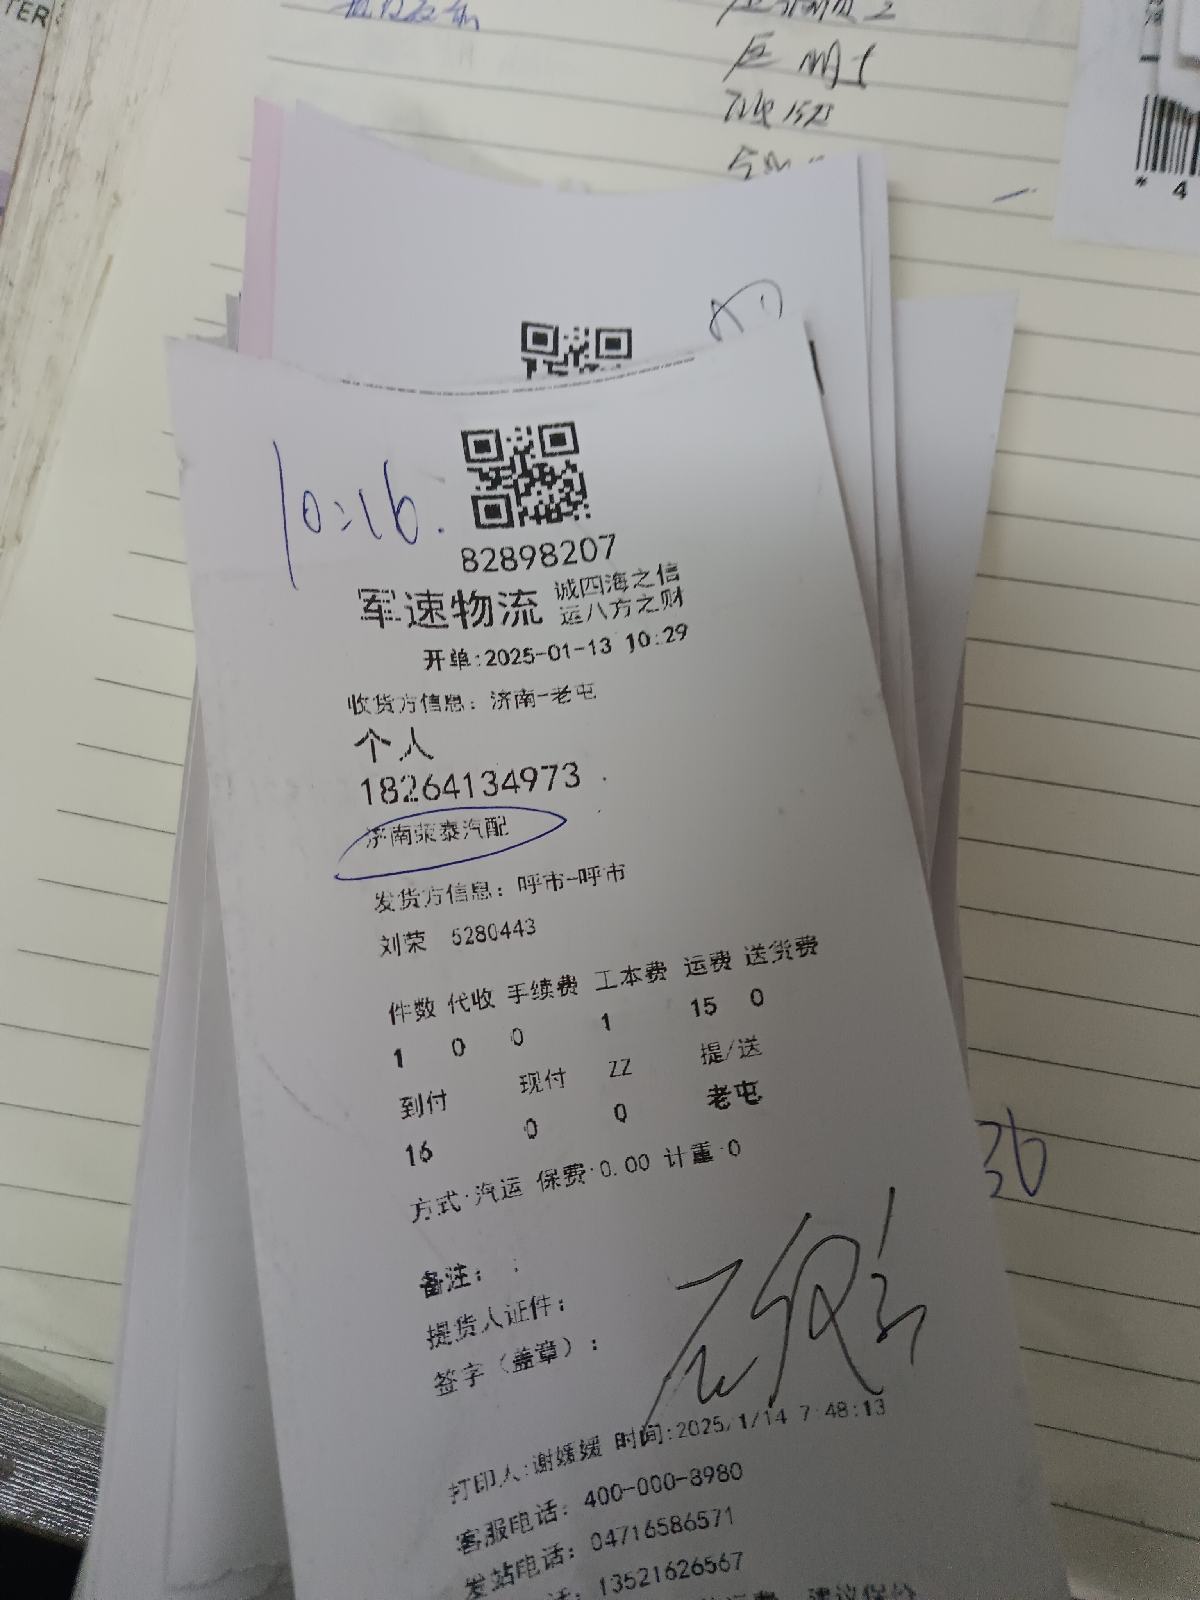 TER
* 4
10:16.
82898207
军速物流 诚四海之信
运八方之财
开单:2025-01-13 10:29
收货方信息: 济南-老屯
个人
18264134973
济南荣泰汽配
发货方信息: 呼市-呼市
刘荣 5280443
件数 代收 手续费 工本费 运费 送货费
1 0 0 1 15 0
到付 现付 ZZ 提/送
16 0 0 老屯
方式:汽运 保费:0.00 计重:0
备注:
提货人证件:
签字(盖章):
36
打印人:谢媛媛 时间:2025/1/14 7:48:13
客服电话: 400-000-8980
发站电话: 04716586571
话: 13521626567